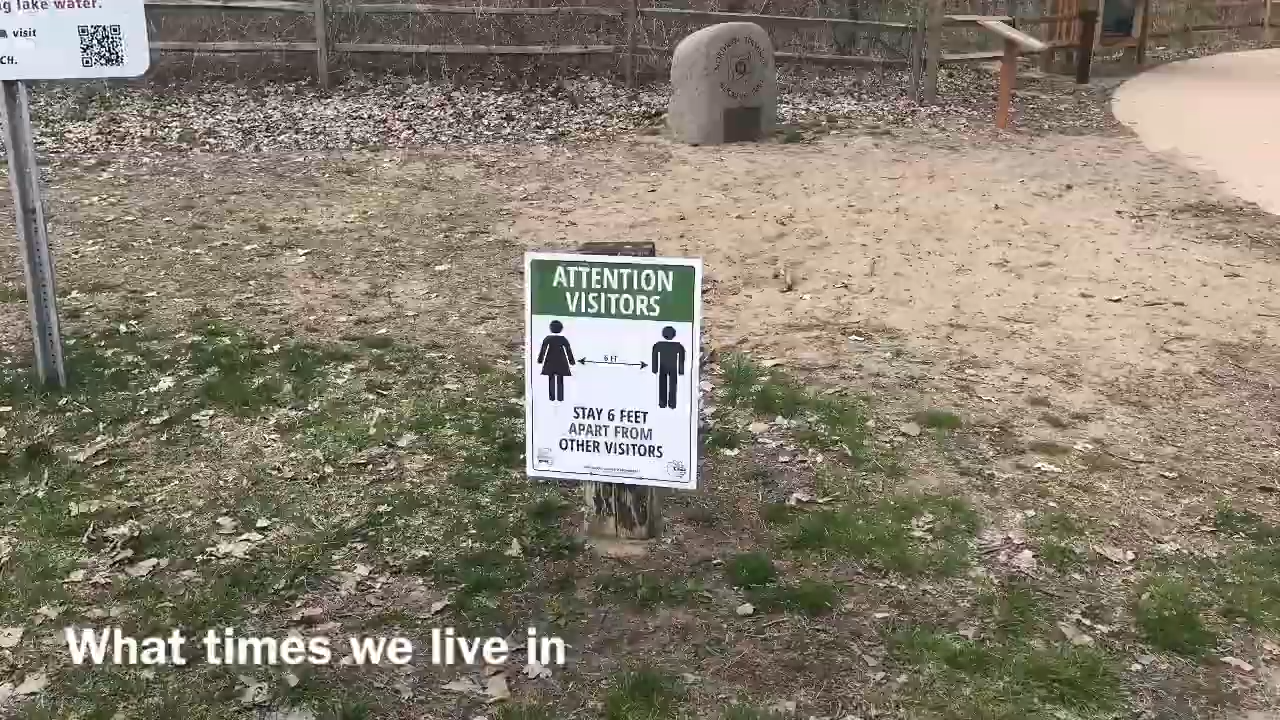 g lake water.
visit
CH.
ATTENTION
VISITORS
6 FT
STAY 6 FEET
APART FROM
OTHER VISITORS
What times we live in